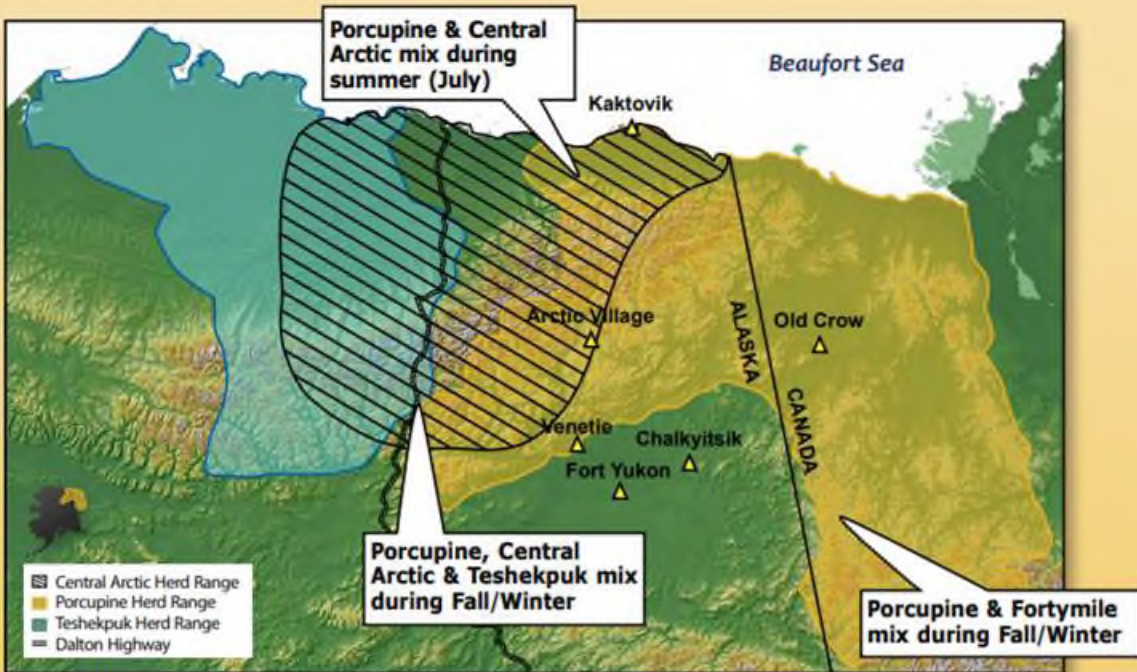 Porcupine & Central
Arctic mix during
summer (July)
Beaufort Sea
Kaktovik
Arctic Village
ALASKA
CANADA
Old Crow
Venetie
Chalkyitsik
Fort Yukon
Porcupine, Central
Arctic & Teshekpuk mix
during Fall/Winter
Porcupine & Fortymile
mix during Fall/Winter
Central Arctic Herd Range
Porcupine Herd Range
Teshekpuk Herd Range
Dalton Highway